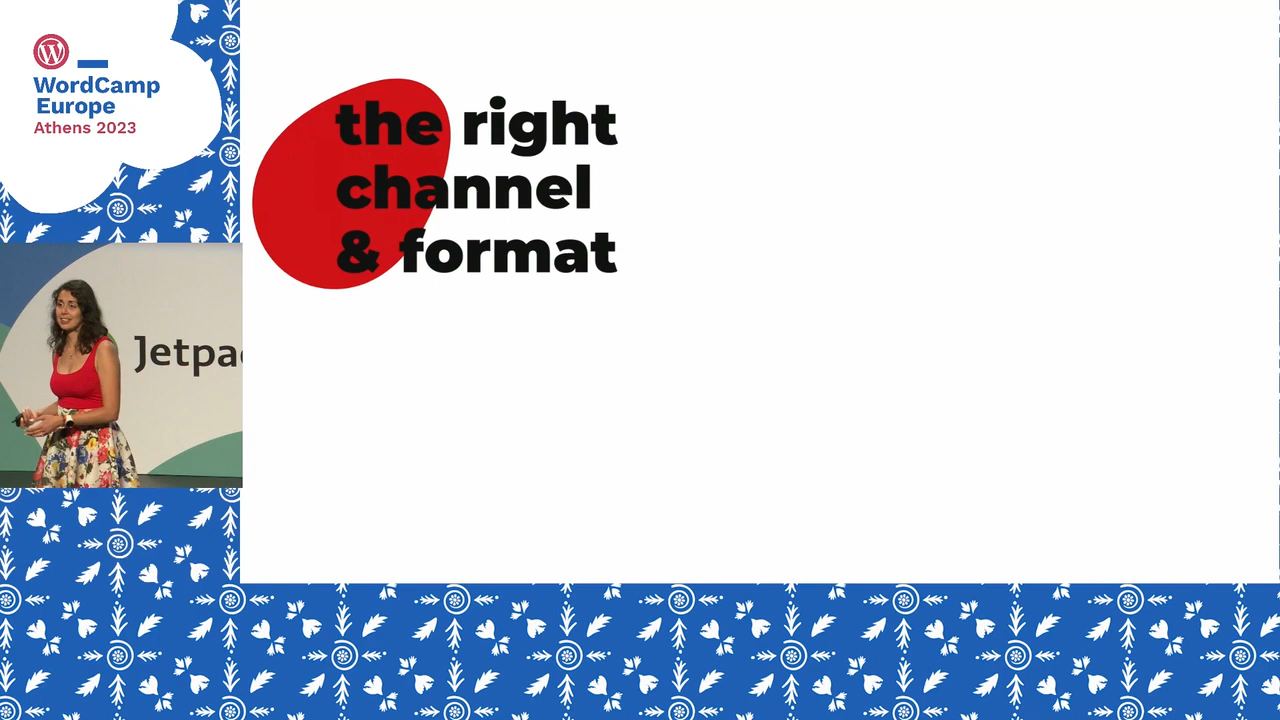 WordCamp
Europe
Athens 2023
the right
channel
& format
Jetpac